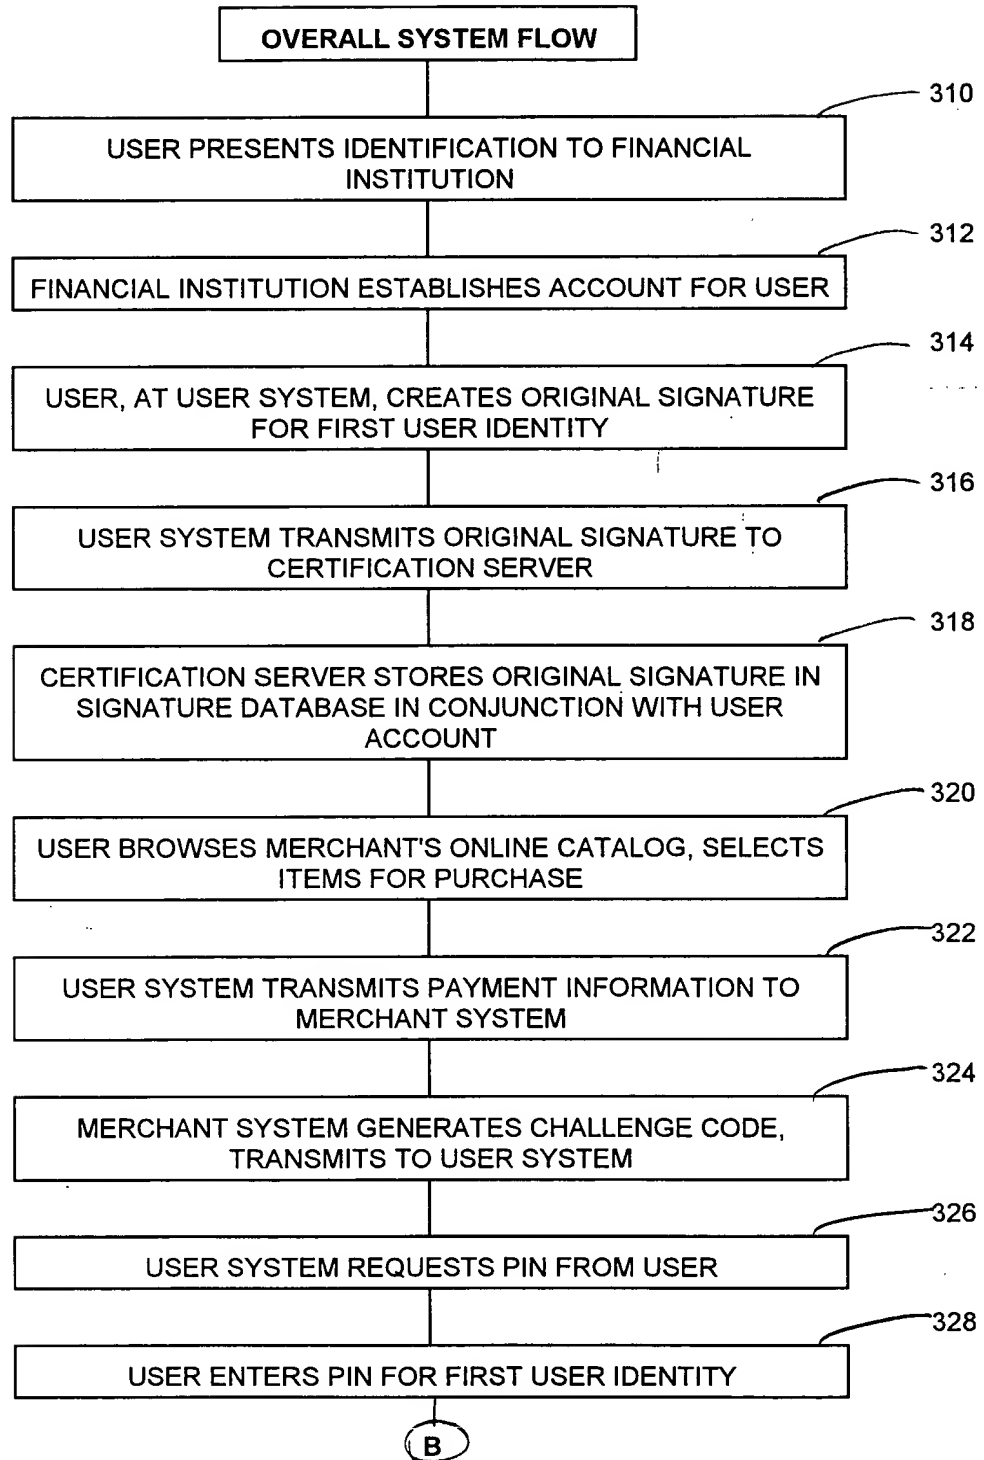 OVERALL SYSTEM FLOW
310
USER PRESENTS IDENTIFICATION TO FINANCIAL
INSTITUTION
312
FINANCIAL INSTITUTION ESTABLISHES ACCOUNT FOR USER
314
USER, AT USER SYSTEM, CREATES ORIGINAL SIGNATURE
FOR FIRST USER IDENTITY
316
USER SYSTEM TRANSMITS ORIGINAL SIGNATURE TO
CERTIFICATION SERVER
318
CERTIFICATION SERVER STORES ORIGINAL SIGNATURE IN
SIGNATURE DATABASE IN CONJUNCTION WITH USER
ACCOUNT
320
USER BROWSES MERCHANT'S ONLINE CATALOG, SELECTS
ITEMS FOR PURCHASE
322
USER SYSTEM TRANSMITS PAYMENT INFORMATION TO
MERCHANT SYSTEM
324
MERCHANT SYSTEM GENERATES CHALLENGE CODE,
TRANSMITS TO USER SYSTEM
326
USER SYSTEM REQUESTS PIN FROM USER
328
USER ENTERS PIN FOR FIRST USER IDENTITY
B